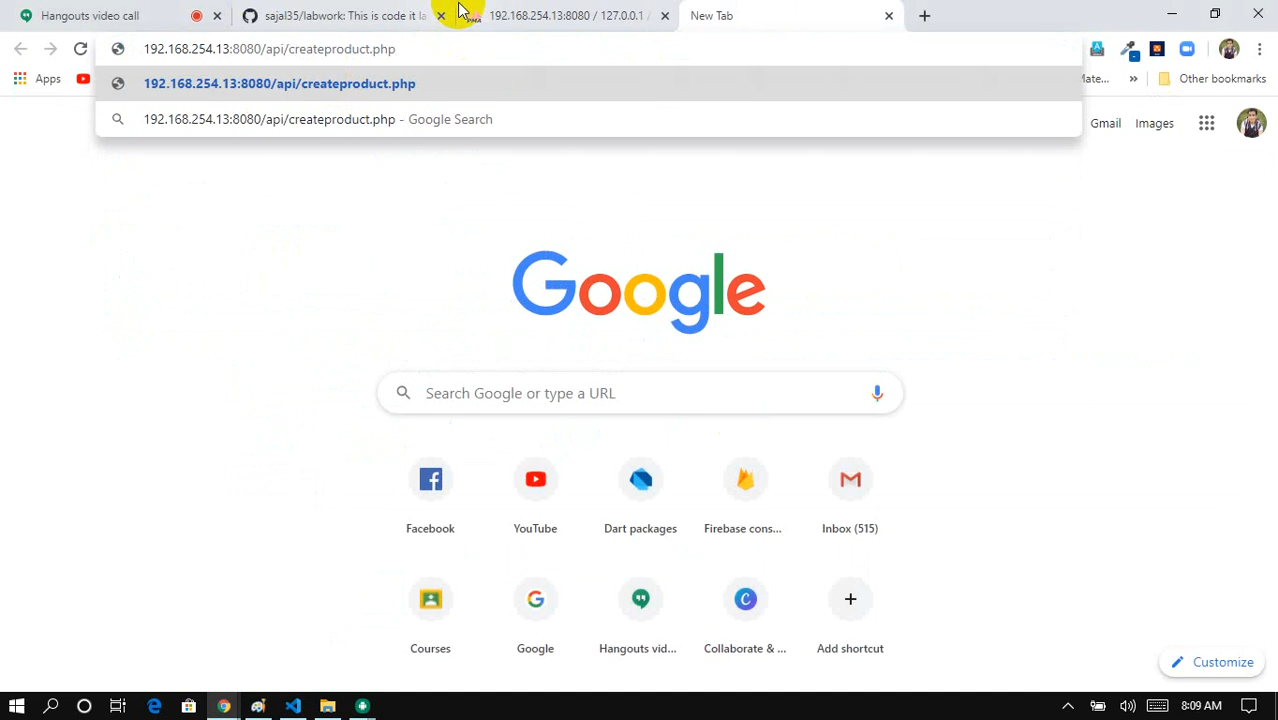 Hangouts video call
sajal35/labwork: This is code it la
192.168.254.13:8080 / 127.0.0.1 /
New Tab
192.168.254.13:8080/api/createproduct.php
Apps
192.168.254.13:8080/api/createproduct.php
Mate...
»
Other bookmarks
192.168.254.13:8080/api/createproduct.php - Google Search
Gmail
Images
Google
Search Google or type a URL
Facebook
YouTube
Dart packages
Firebase cons...
Inbox (515)
Courses
Google
Hangouts vid...
Collaborate & ...
Add shortcut
Customize
8:09 AM